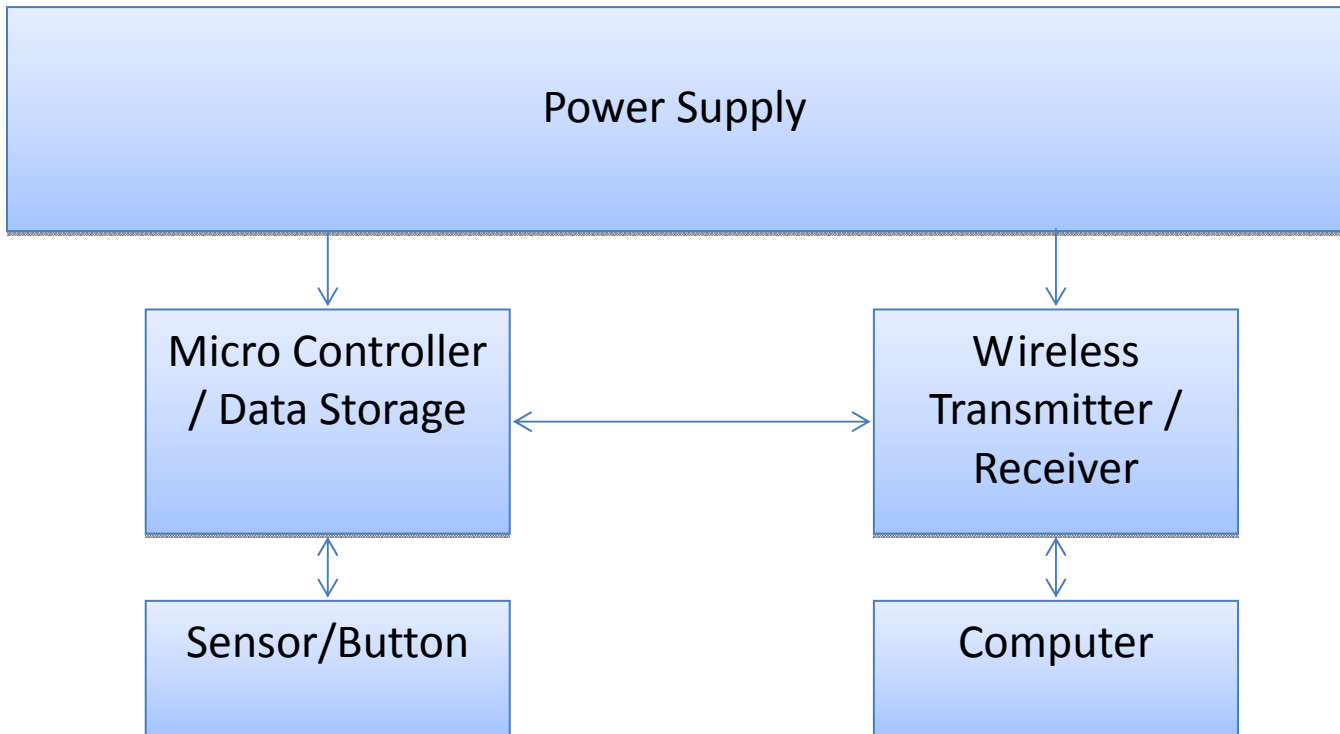 Power Supply
Micro Controller
/ Data Storage
Wireless
Transmitter /
Receiver
Sensor/Button
Computer